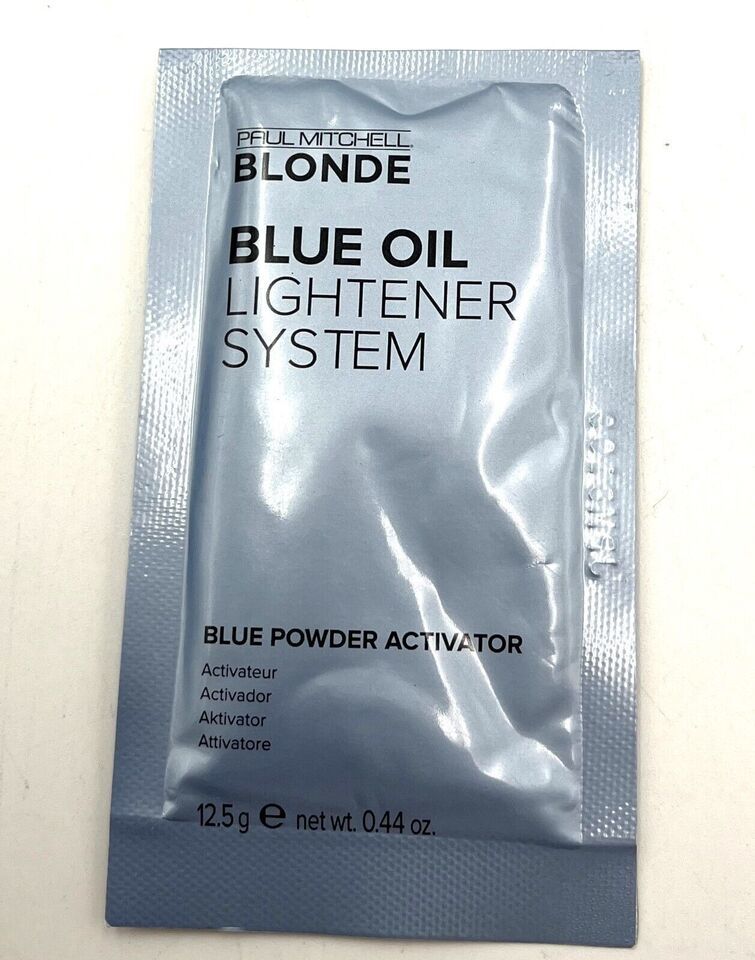 PAUL MITCHELL®
BLONDE
BLUE OIL
LIGHTENER
SYSTEM
BLUE POWDER ACTIVATOR
Activateur
Activador
Aktivator
Attivatore
12.5 g ℮ net wt. 0.44 oz.